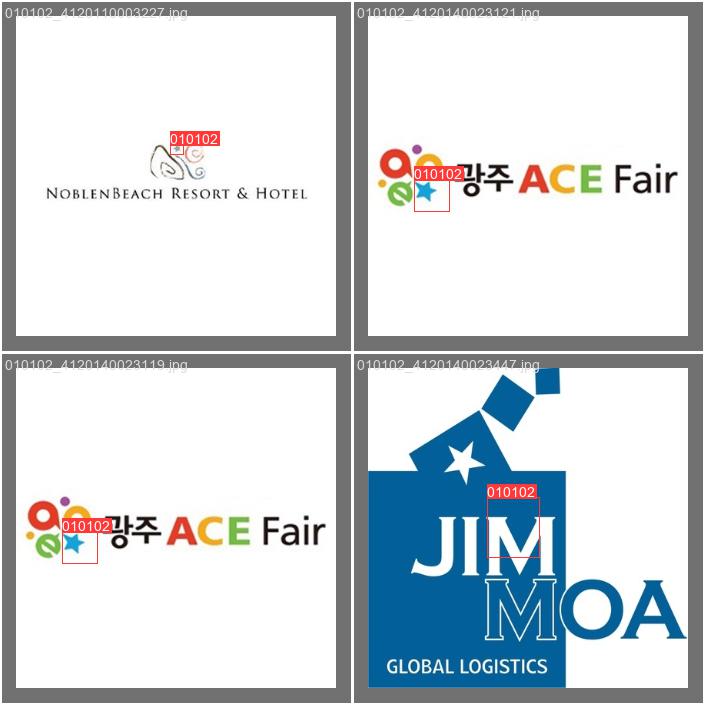 010102_4120110003227.jpg
010102
NOBLENBEACH RESORT & HOTEL
010102_4120140023121.jpg
010102
광주 ACE Fair
010102_4120140023119.jpg
010102
광주 ACE Fair
010102_4120140023447.jpg
010102
JIM
MOA
GLOBAL LOGISTICS